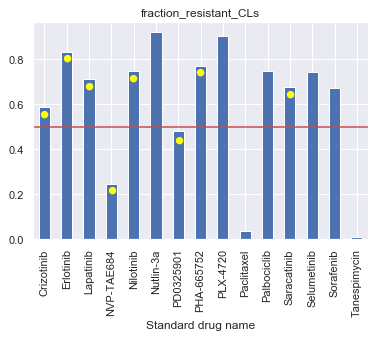 fraction_resistant_CLs
0.8
0.6
0.4
0.2
0.0
Crizotinib
Erlotinib
Lapatinib
NVP-TAE684
Nilotinib
Nutlin-3a
PD0325901
PHA-665752
PLX-4720
Paclitaxel
Palbociclib
Saracatinib
Selumetinib
Sorafenib
Tanespimycin
Standard drug name